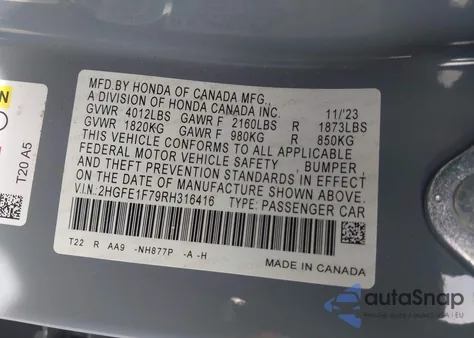 MFD.BY HONDA OF CANADA MFG.,
A DIVISION OF HONDA CANADA INC. 11/'23
GVWR 4012LBS GAWR F 2160LBS R 1873LBS
GVWR 1820KG GAWR F 980KG R 850KG
THIS VEHICLE CONFORMS TO ALL APPLICABLE
FEDERAL MOTOR VEHICLE SAFETY , BUMPER ,
AND THEFT PREVENTION STANDARDS IN EFFECT
ON THE DATE OF MANUFACTURE SHOWN ABOVE.
V.I.N.:2HGFE1F79RH316416 TYPE: PASSENGER CAR
T22 R AA9 -NH877P -A -H
MADE IN CANADA
T20 A5
autaSnap